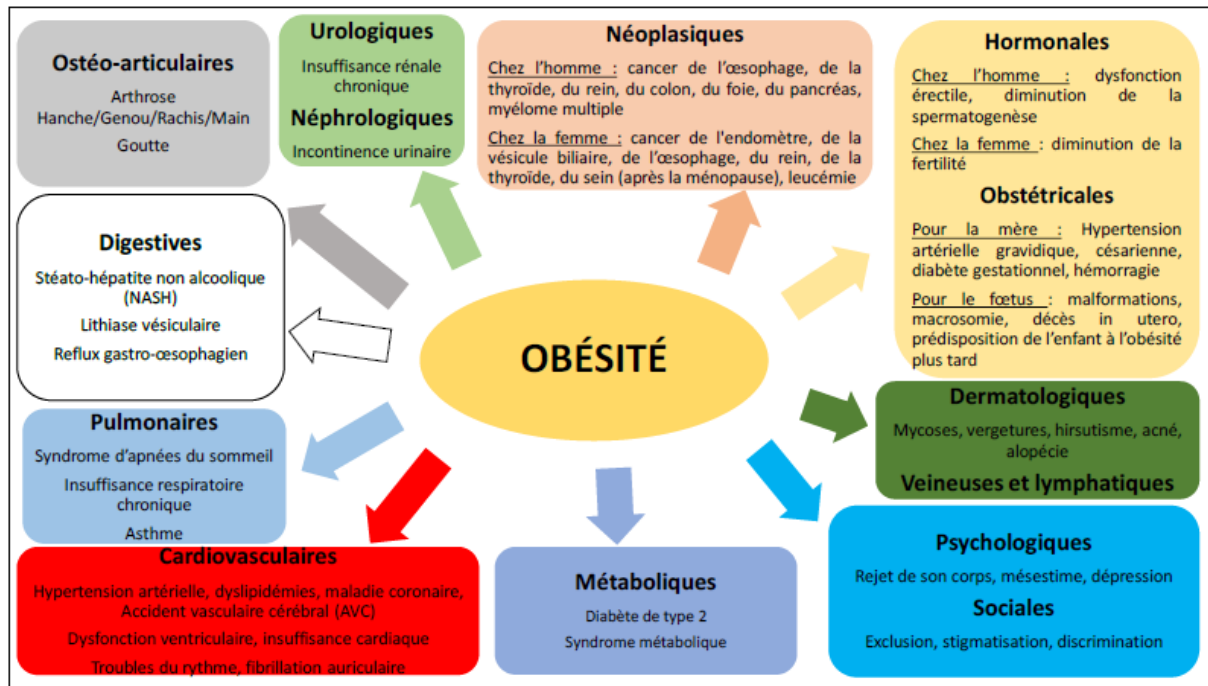 Ostéo-articulaires
Arthrose
Hanche/Genou/Rachis/Main
Goutte
Urologiques
Insuffisance rénale
chronique
Néphrologiques
Incontinence urinaire
Néoplasiques
Chez l'homme : cancer de l'œsophage, de la
thyroïde, du rein, du colon, du foie, du pancréas,
myélome multiple
Chez la femme : cancer de l'endomètre, de la
vésicule biliaire, de l'œsophage, du rein, de la
thyroïde, du sein (après la ménopause), leucémie
Hormonales
Chez l'homme : dysfonction
érectile, diminution de la
spermatogenèse
Chez la femme : diminution de la
fertilité
Obstétricales
Pour la mère : Hypertension
artérielle gravidique, césarienne,
diabète gestationnel, hémorragie
Pour le fœtus : malformations,
macrosomie, décès in utero,
prédisposition de l'enfant à l'obésité
plus tard
Digestives
Stéato-hépatite non alcoolique
(NASH)
Lithiase vésiculaire
Reflux gastro-œsophagien
OBÉSITÉ
Dermatologiques
Mycoses, vergetures, hirsutisme, acné,
alopécie
Veineuses et lymphatiques
Pulmonaires
Syndrome d'apnées du sommeil
Insuffisance respiratoire
chronique
Asthme
Cardiovasculaires
Hypertension artérielle, dyslipidémies, maladie coronaire,
Accident vasculaire cérébral (AVC)
Dysfonction ventriculaire, insuffisance cardiaque
Troubles du rythme, fibrillation auriculaire
Métaboliques
Diabète de type 2
Syndrome métabolique
Psychologiques
Rejet de son corps, mésestime, dépression
Sociales
Exclusion, stigmatisation, discrimination